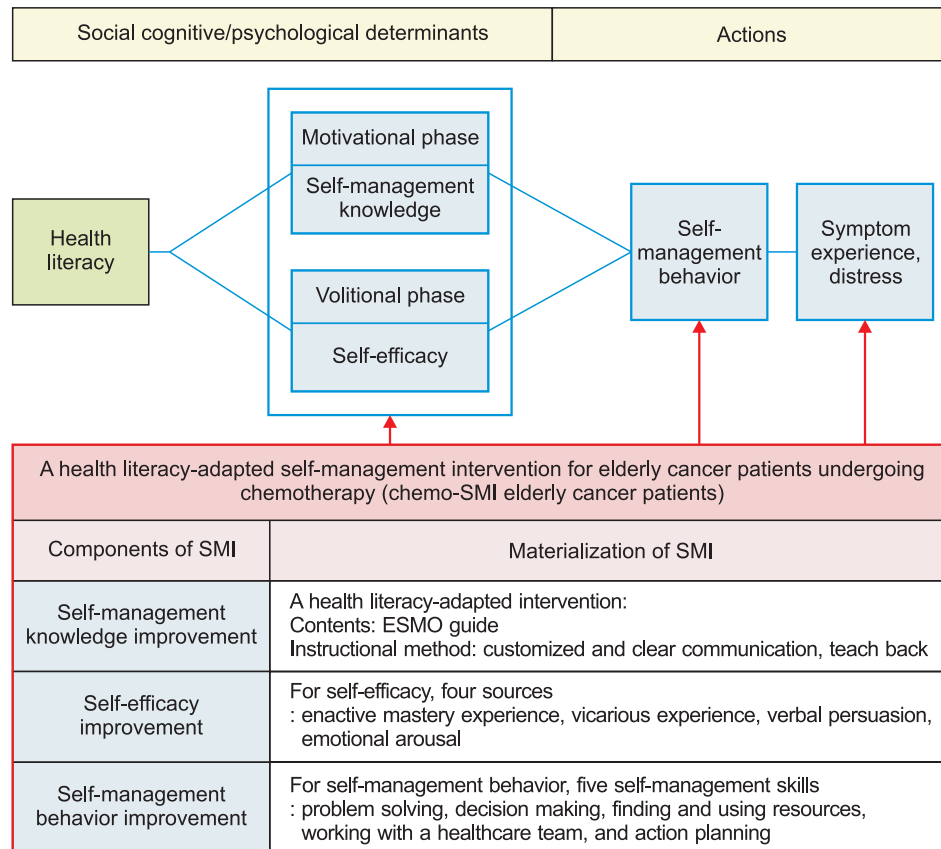 Social cognitive/psychological determinants
Actions
Motivational phase
Self-management
knowledge
Health
literacy
Volitional phase
Self-efficacy
Self-
management
behavior
Symptom
experience,
distress
A health literacy-adapted self-management intervention for elderly cancer patients undergoing
chemotherapy (chemo-SMI elderly cancer patients)
Components of SMI
Materialization of SMI
Self-management
knowledge improvement
A health literacy-adapted intervention:
Contents: ESMO guide
Instructional method: customized and clear communication, teach back
Self-efficacy
improvement
For self-efficacy, four sources
: enactive mastery experience, vicarious experience, verbal persuasion,
emotional arousal
Self-management
behavior improvement
For self-management behavior, five self-management skills
: problem solving, decision making, finding and using resources,
working with a healthcare team, and action planning